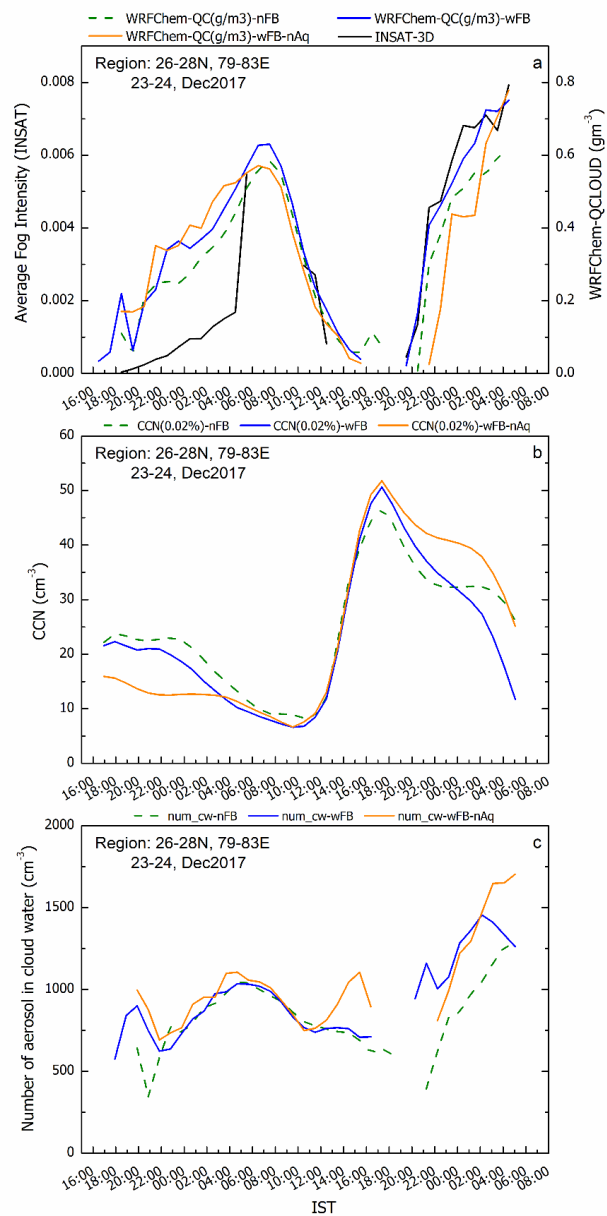 WRFChem-QC(g/m3)-nFB WRFChem-QC(g/m3)-wFB
WRFChem-QC(g/m3)-wFB-nAq INSAT-3D
Region: 26-28N, 79-83E
23-24, Dec2017
a
Average Fog Intensity (INSAT)
0.008
0.006
0.004
0.002
0.000
WRFChem-QCLOUD (gm-3)
0.8
0.6
0.4
0.2
0.0
16:00 18:00 20:00 22:00 00:00 02:00 04:00 06:00 08:00 10:00 12:00 14:00 16:00 18:00 20:00 22:00 00:00 02:00 04:00 06:00 08:00
CCN(0.02%)-nFB CCN(0.02%)-wFB CCN(0.02%)-wFB-nAq
Region: 26-28N, 79-83E
23-24, Dec2017
b
CCN (cm-3)
60
50
40
30
20
10
0
16:00 18:00 20:00 22:00 00:00 02:00 04:00 06:00 08:00 10:00 12:00 14:00 16:00 18:00 20:00 22:00 00:00 02:00 04:00 06:00 08:00
num_cw-nFB num_cw-wFB num_cw-wFB-nAq
Region: 26-28N, 79-83E
23-24, Dec2017
c
Number of aerosol in cloud water (cm-3)
2000
1500
1000
500
0
16:00 18:00 20:00 22:00 00:00 02:00 04:00 06:00 08:00 10:00 12:00 14:00 16:00 18:00 20:00 22:00 00:00 02:00 04:00 06:00 08:00
IST